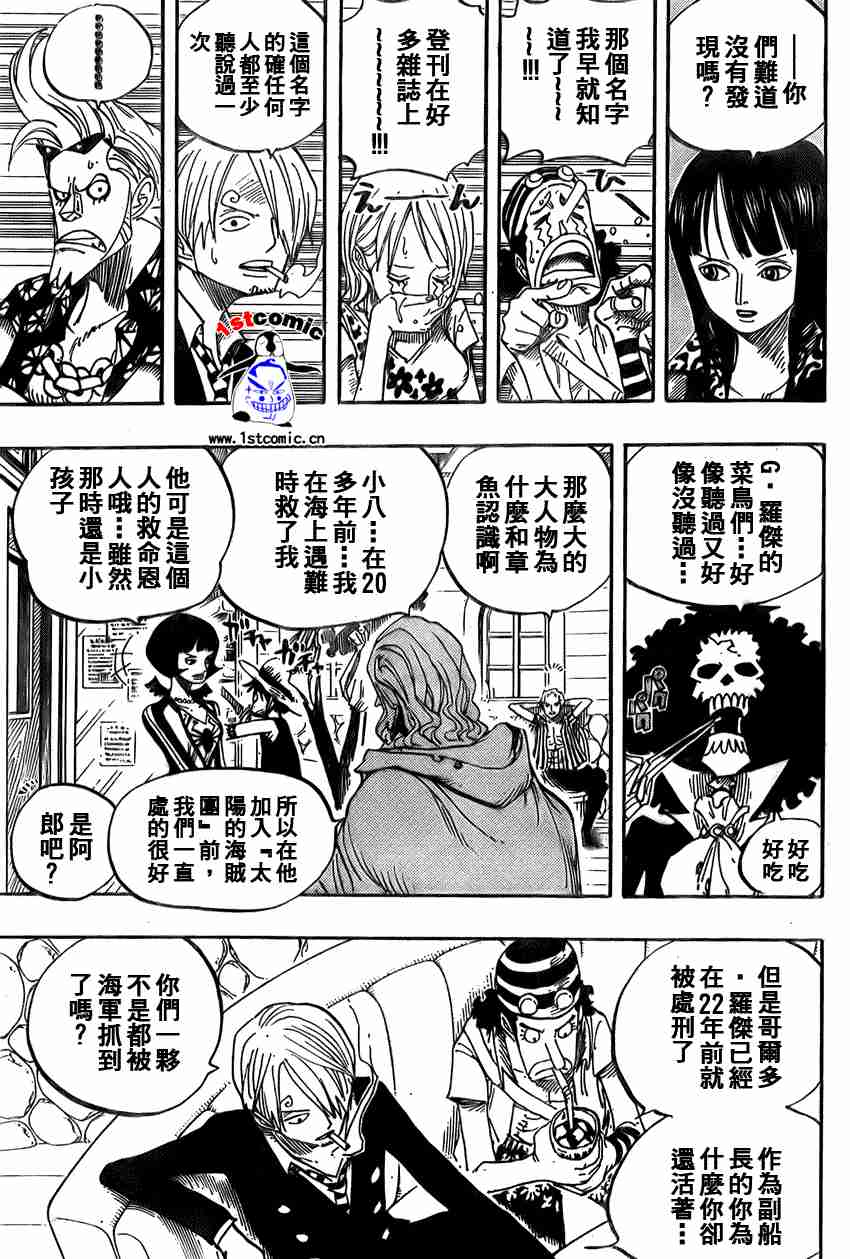 ——你
們難道
沒有發
現嗎？
那個名字
我早就知
道了~~~~
~!!!
登刊在好
多雜誌上
~~~~~~~!!!
這個名字
的確任何
人都至少
聽說過一
次
…………
1stcomic
www.1stcomic.cn
G·羅傑的
菜鳥們…好
像聽過又好
像沒聽過…
好吃
好吃
那麼大的
大人物為
什麼和章
魚認識啊
小八…在20
多年前…我
在海上遇難
時救了我
他可是這個
人的救命恩
人哦…雖然
那時還是小
孩子
所以在他
加入『太
陽的海賊
團』前，
我們一直
處的很好
是阿
郎吧？
但是哥爾多
·羅傑已經
在22年前就
被處刑了
作為副船
長的你為
什麼你卻
還活著…
你們一夥
不是都被
海軍抓到
了嗎？